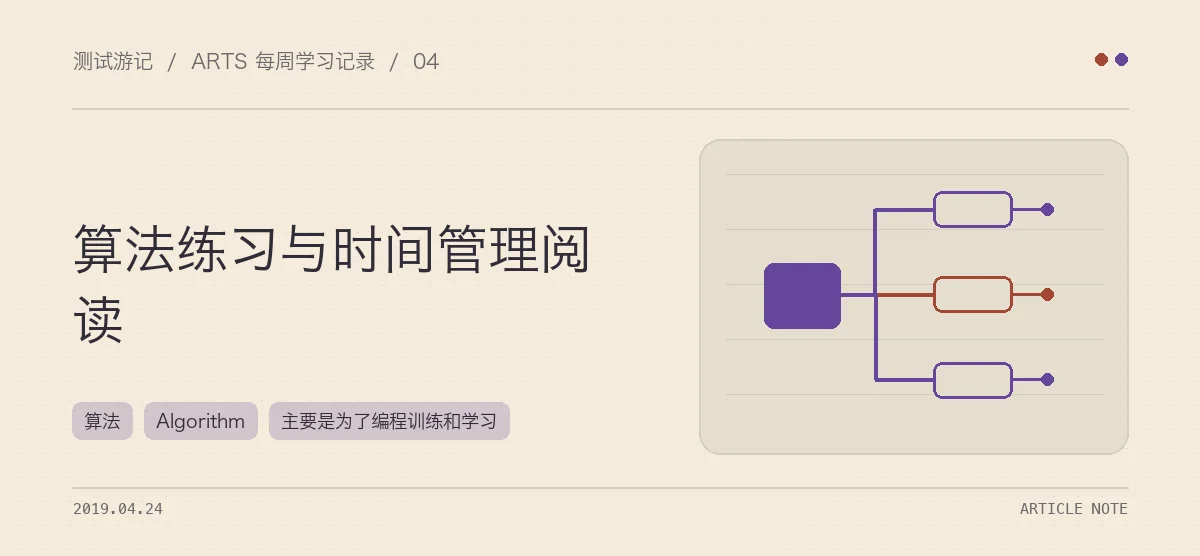 测试游记 / ARTS 每周学习记录 / 04
算法练习与时间管理阅
读
算法 Algorithm 主要是为了编程训练和学习
2019.04.24 ARTICLE NOTE